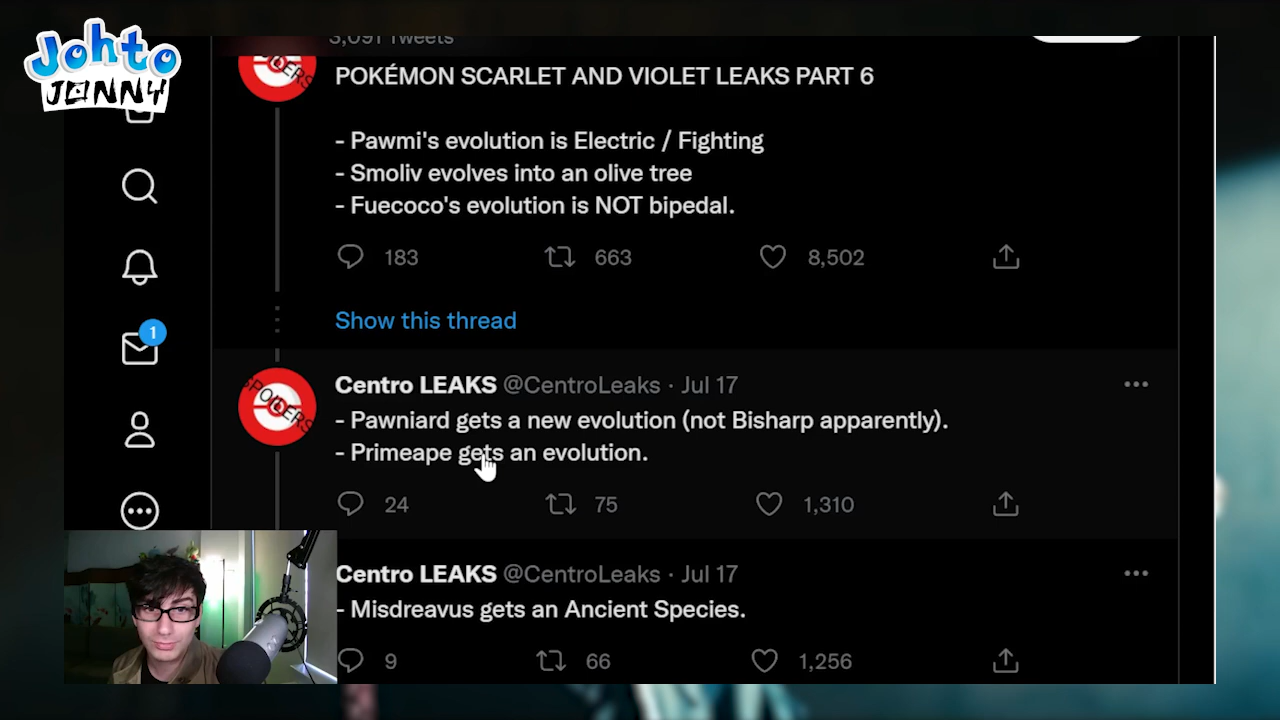 Johto
JONNY
3,091 Tweets
POKÉMON SCARLET AND VIOLET LEAKS PART 6
- Pawmi's evolution is Electric / Fighting
- Smoliv evolves into an olive tree
- Fuecoco's evolution is NOT bipedal.
183 663 8,502
Show this thread
1
SPOILERS
Centro LEAKS @CentroLeaks · Jul 17
- Pawniard gets a new evolution (not Bisharp apparently).
- Primeape gets an evolution.
24 75 1,310
Centro LEAKS @CentroLeaks · Jul 17
- Misdreavus gets an Ancient Species.
9 66 1,256